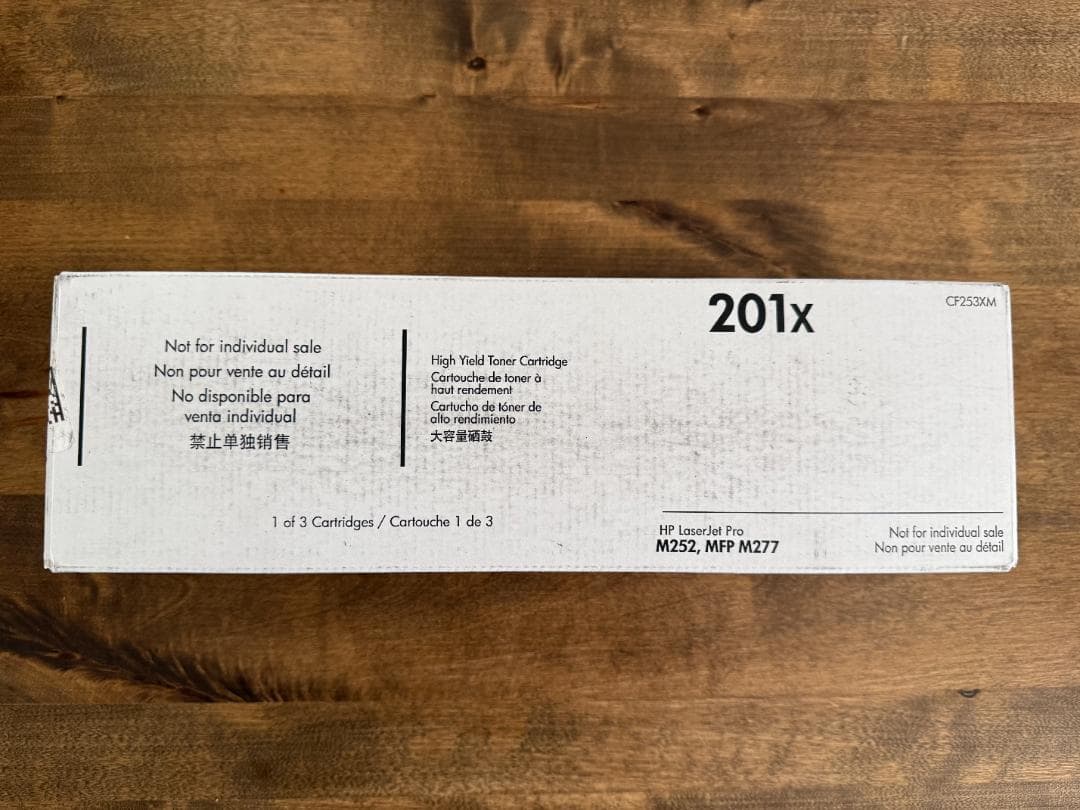 201x
CF253XM
Not for individual sale
Non pour vente au détail
No disponible para
venta individual
禁止单独销售
High Yield Toner Cartridge
Cartouche de toner à
haut rendement
Cartucho de tóner de
alto rendimiento
大容量硒鼓
1 of 3 Cartridges / Cartouche 1 de 3
HP LaserJet Pro
M252, MFP M277
Not for individual sale
Non pour vente au détail